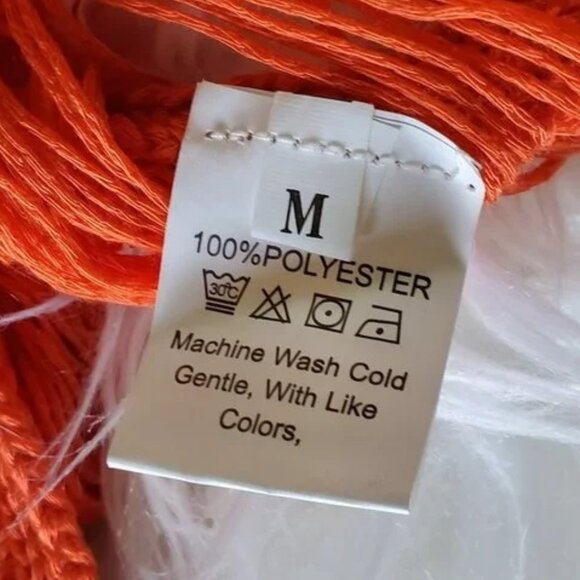 M
100%POLYESTER
30°C
Machine Wash Cold
Gentle, With Like
Colors,